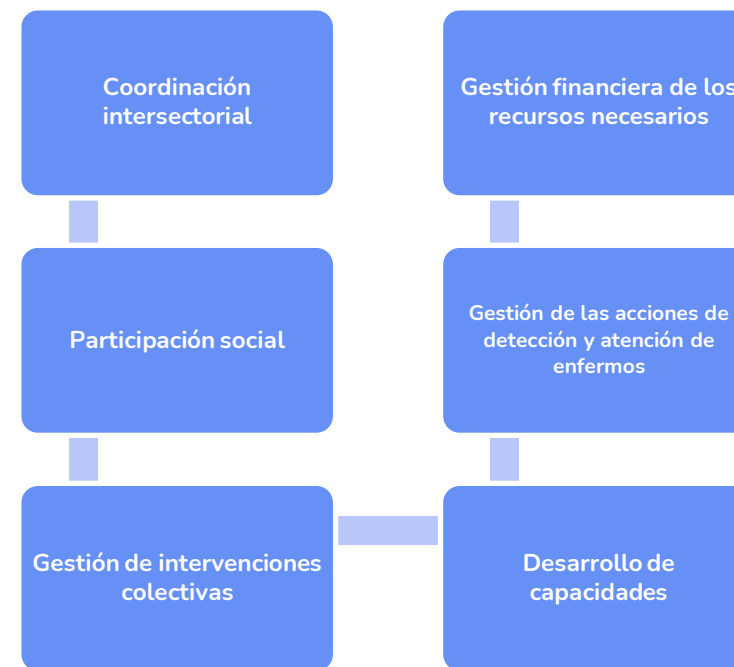 Coordinación
intersectorial
Participación social
Gestión de intervenciones
colectivas
Desarrollo de
capacidades
Gestión de las acciones de
detección y atención de
enfermos
Gestión financiera de los
recursos necesarios